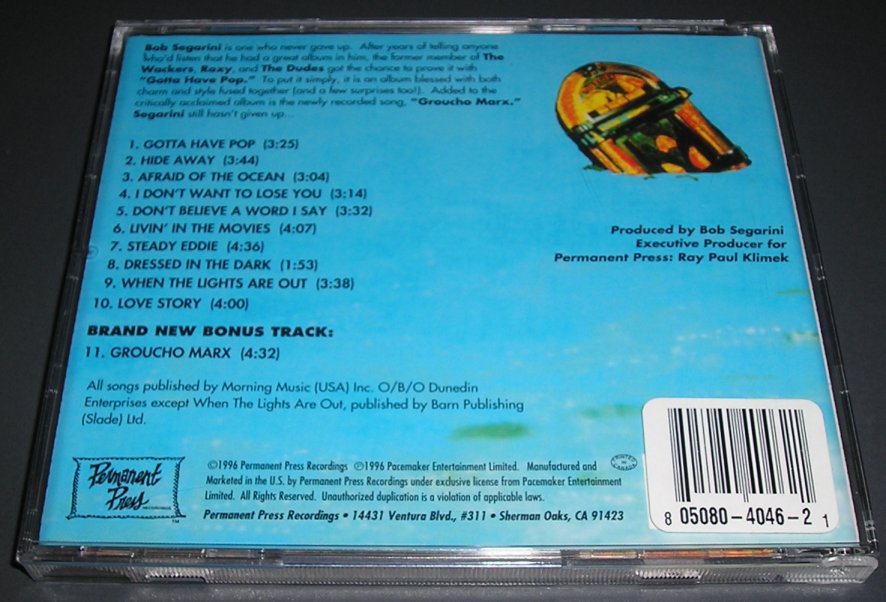 Bob Segarini is one who never gave up. After years of telling anyone
who'd listen that he had a great album in him, the former member of The
Wackers, Roxy, and The Dudes got the chance to prove it with
"Gotta Have Pop." To put it simply, it is an album blessed with both
charm and style fused together (and a few surprises too!). Added to the
critically acclaimed album is the newly recorded song, "Groucho Marx."
Segarini still hasn't given up...
1. GOTTA HAVE POP (3:25)
2. HIDE AWAY (3:44)
3. AFRAID OF THE OCEAN (3:04)
4. I DON'T WANT TO LOSE YOU (3:14)
5. DON'T BELIEVE A WORD I SAY (3:32)
6. LIVIN' IN THE MOVIES (4:07)
7. STEADY EDDIE (4:36)
8. DRESSED IN THE DARK (1:53)
9. WHEN THE LIGHTS ARE OUT (3:38)
10. LOVE STORY (4:00)
BRAND NEW BONUS TRACK:
11. GROUCHO MARX (4:32)
Produced by Bob Segarini
Executive Producer for
Permanent Press: Ray Paul Klimek
All songs published by Morning Music (USA) Inc. O/B/O Dunedin
Enterprises except When The Lights Are Out, published by Barn Publishing
(Slade) Ltd.
Permanent
Press
RECORDINGS
TM
©1996 Permanent Press Recordings ℗1996 Pacemaker Entertainment Limited. Manufactured and
Marketed in the U.S. by Permanent Press Recordings under exclusive license from Pacemaker Entertainment
Limited. All Rights Reserved. Unauthorized duplication is a violation of applicable laws.
Permanent Press Recordings • 14431 Ventura Blvd., #311 • Sherman Oaks, CA 91423
PRINTED
IN
CANADA
8 05080-4046-2 1